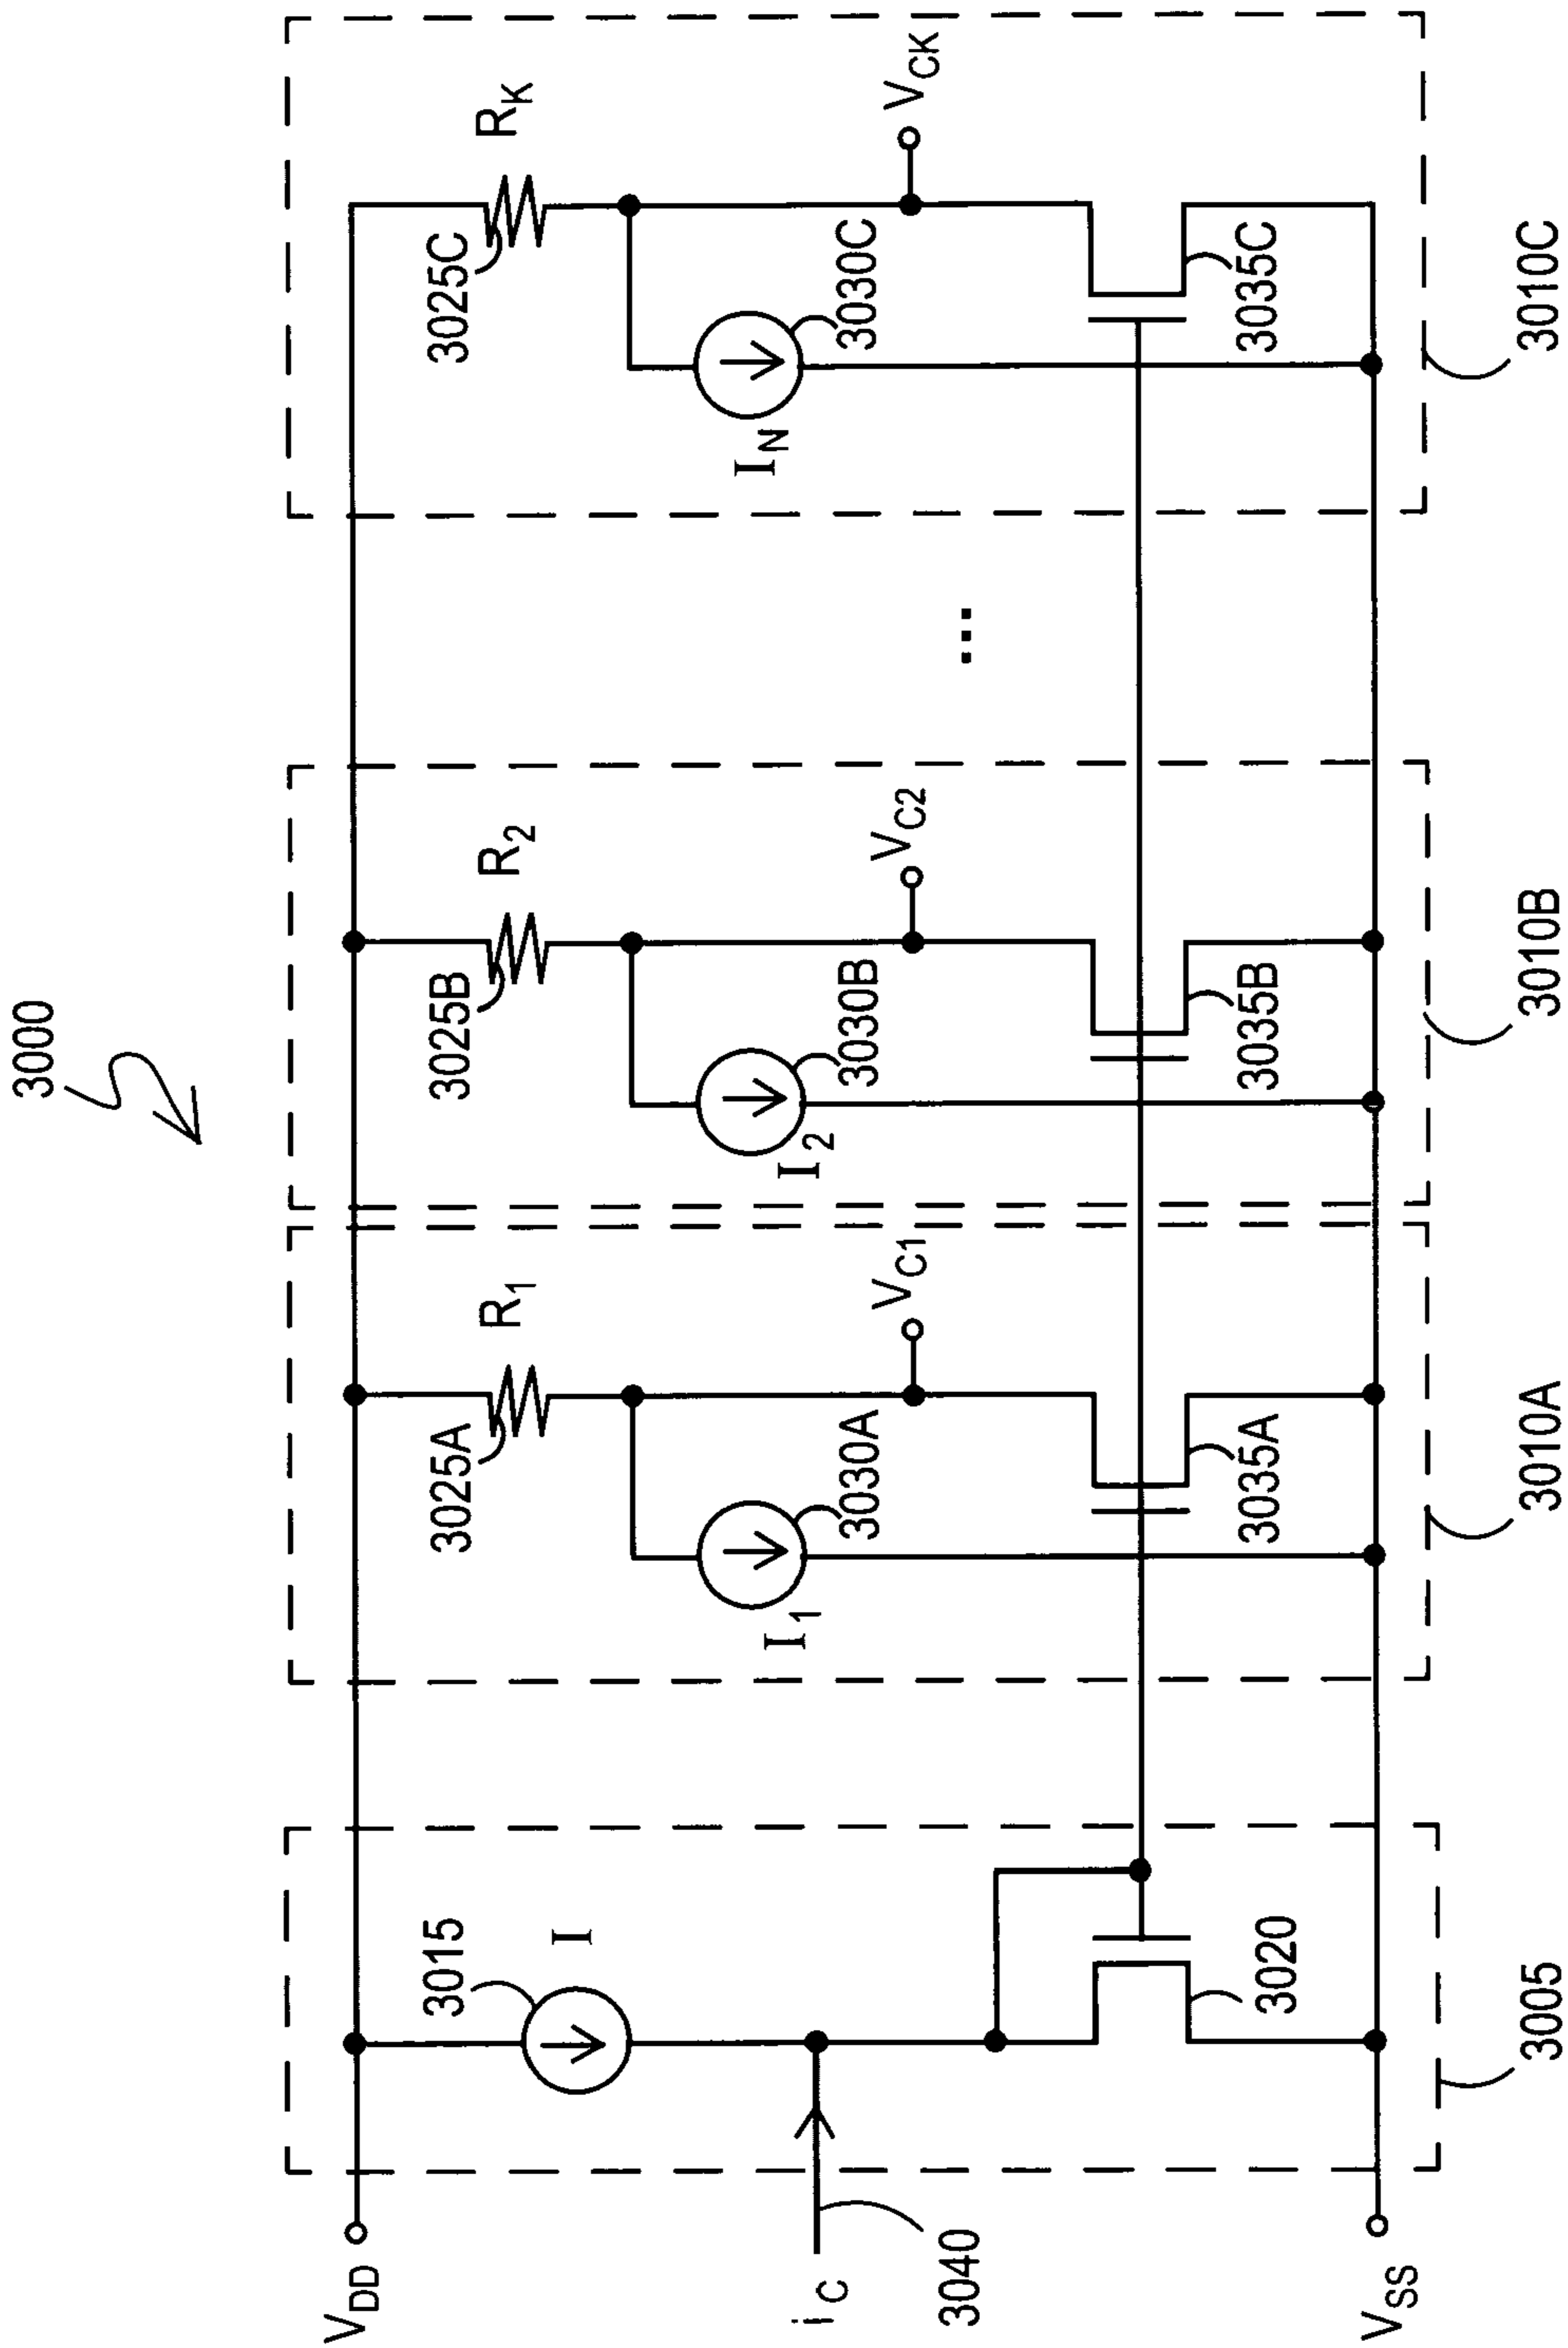 3000
V_DD
i_C
3040
V_SS
3015
I
3020
3005
3025A
R_1
I_1
3030A
V_C1
3035A
3010A
3025B
R_2
I_2
3030B
V_C2
3035B
3010B
...
3025C
R_K
I_N
3030C
V_CK
3035C
3010C